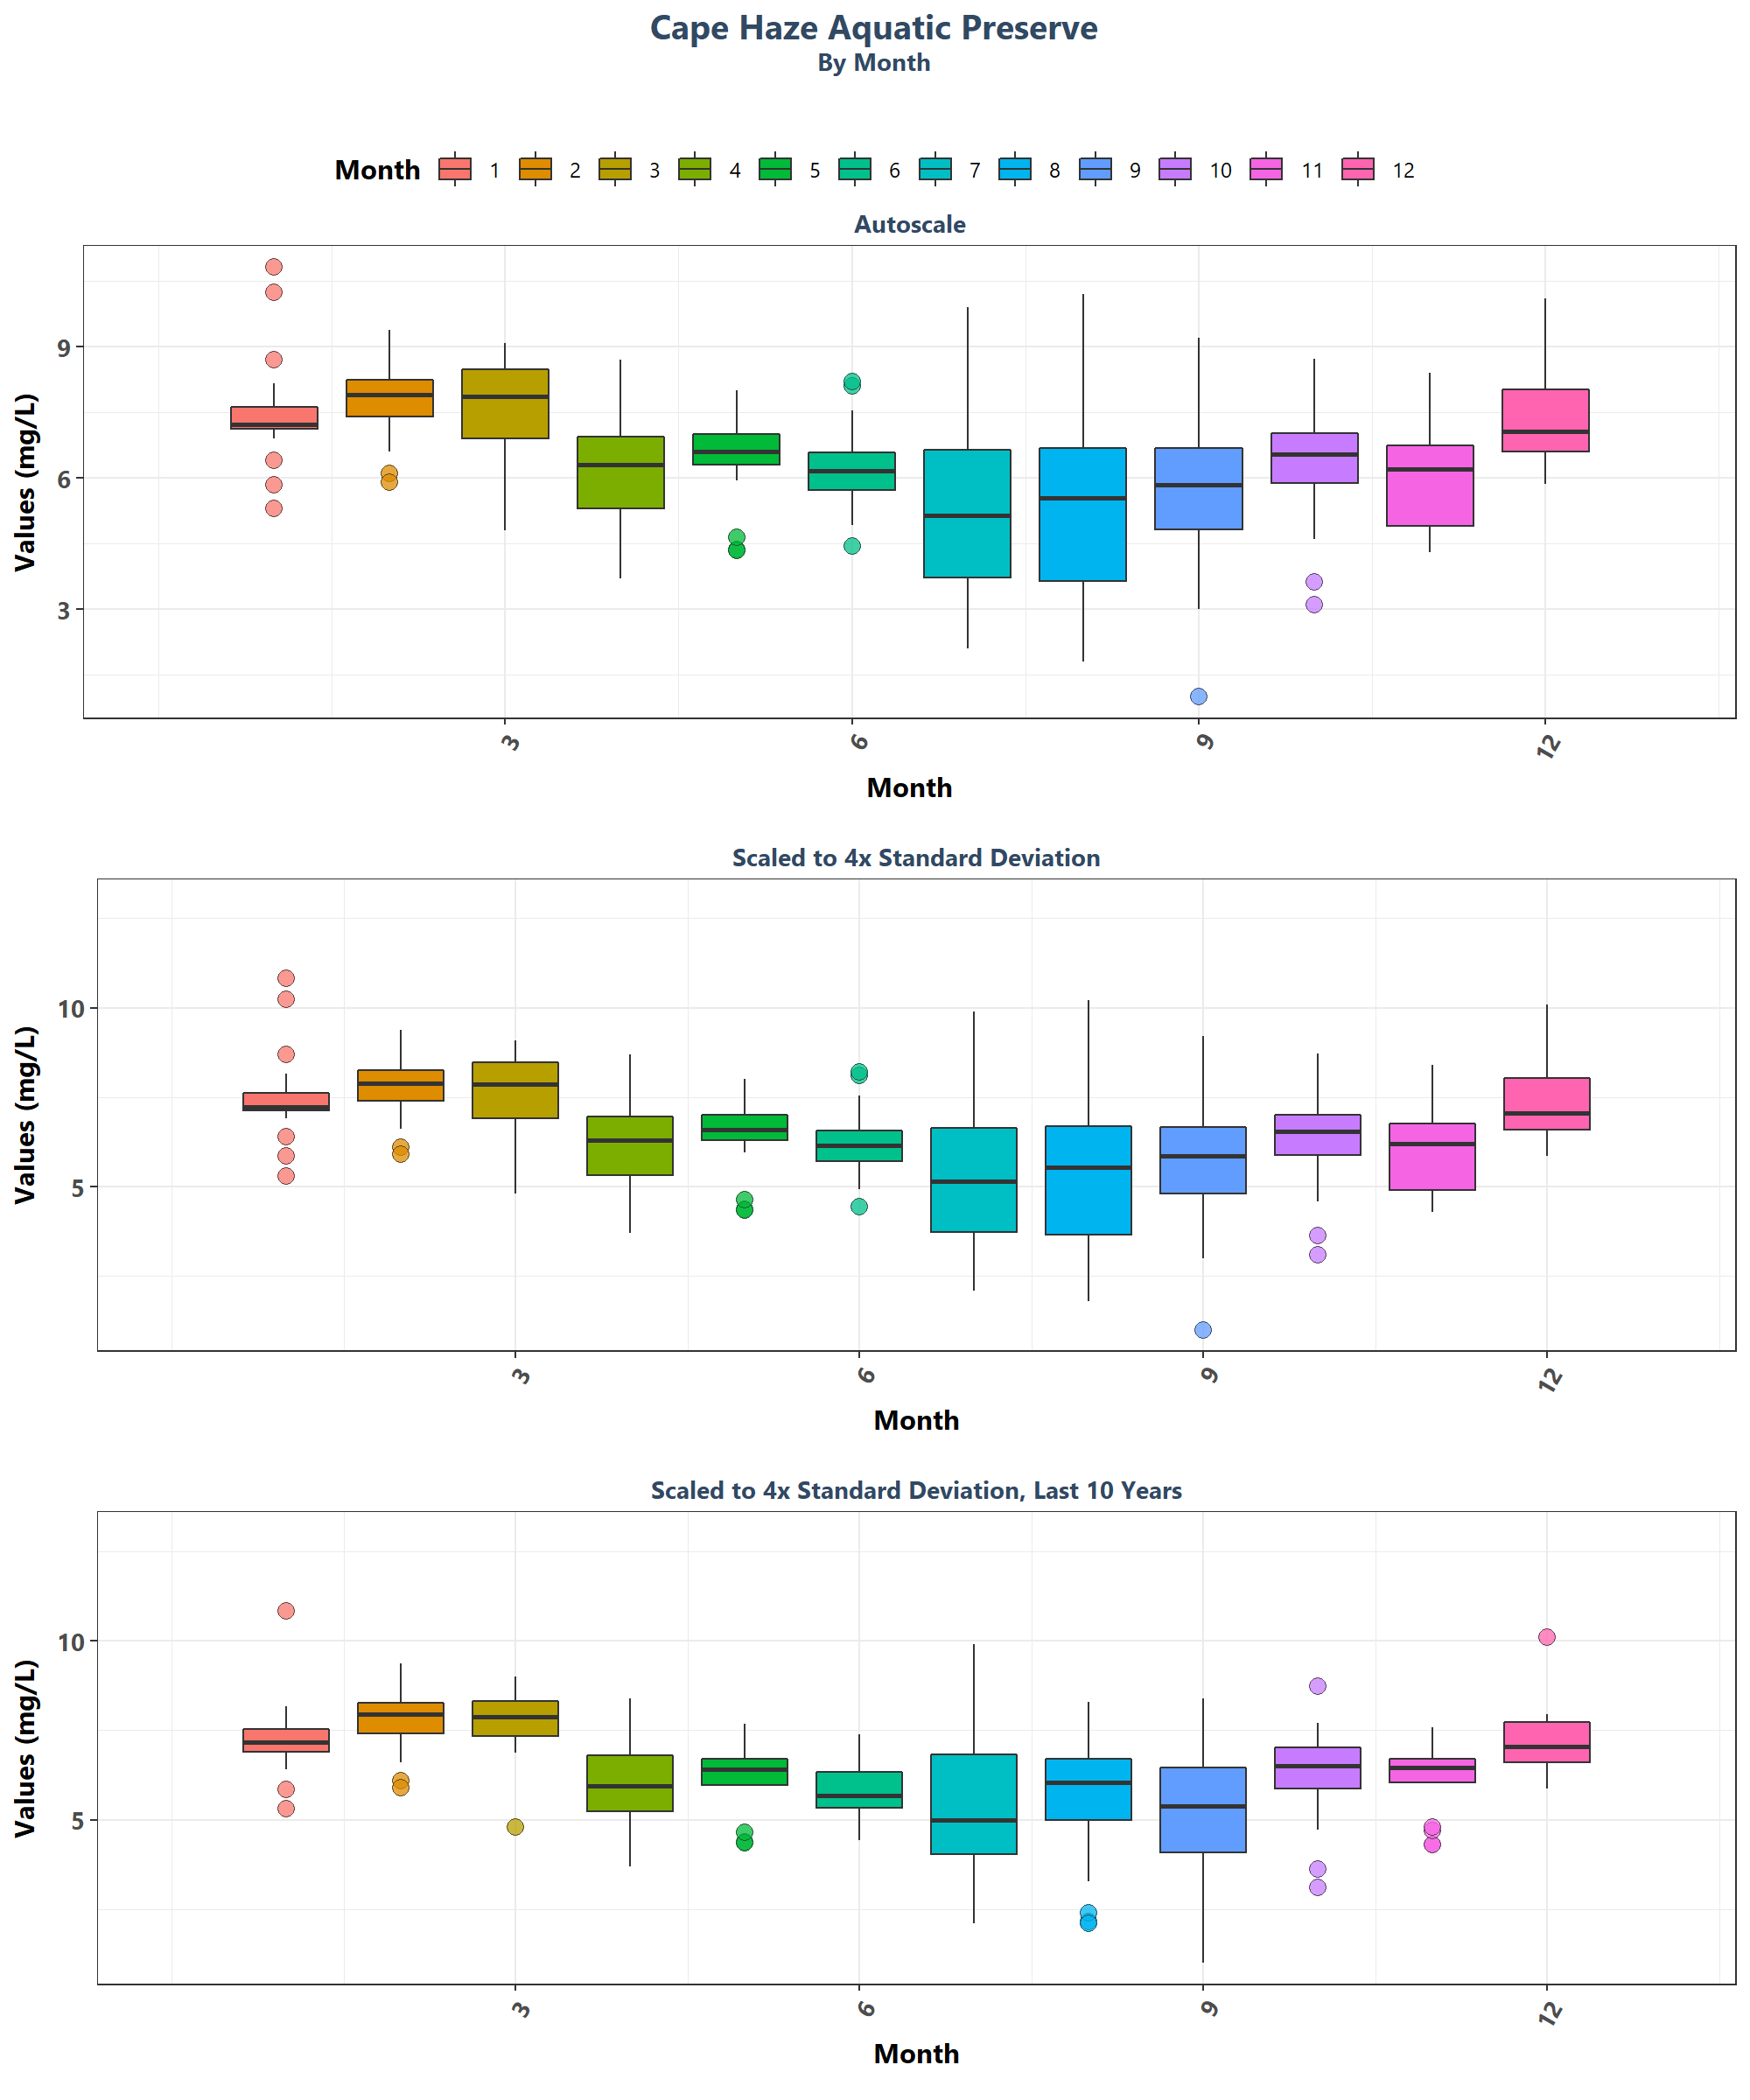 Cape Haze Aquatic Preserve
By Month
Month 1 2 3 4 5 6 7 8 9 10 11 12
Autoscale
Values (mg/L)
9
6
3
3 6 9 12
Month
Scaled to 4x Standard Deviation
Values (mg/L)
10
5
3 6 9 12
Month
Scaled to 4x Standard Deviation, Last 10 Years
Values (mg/L)
10
5
3 6 9 12
Month